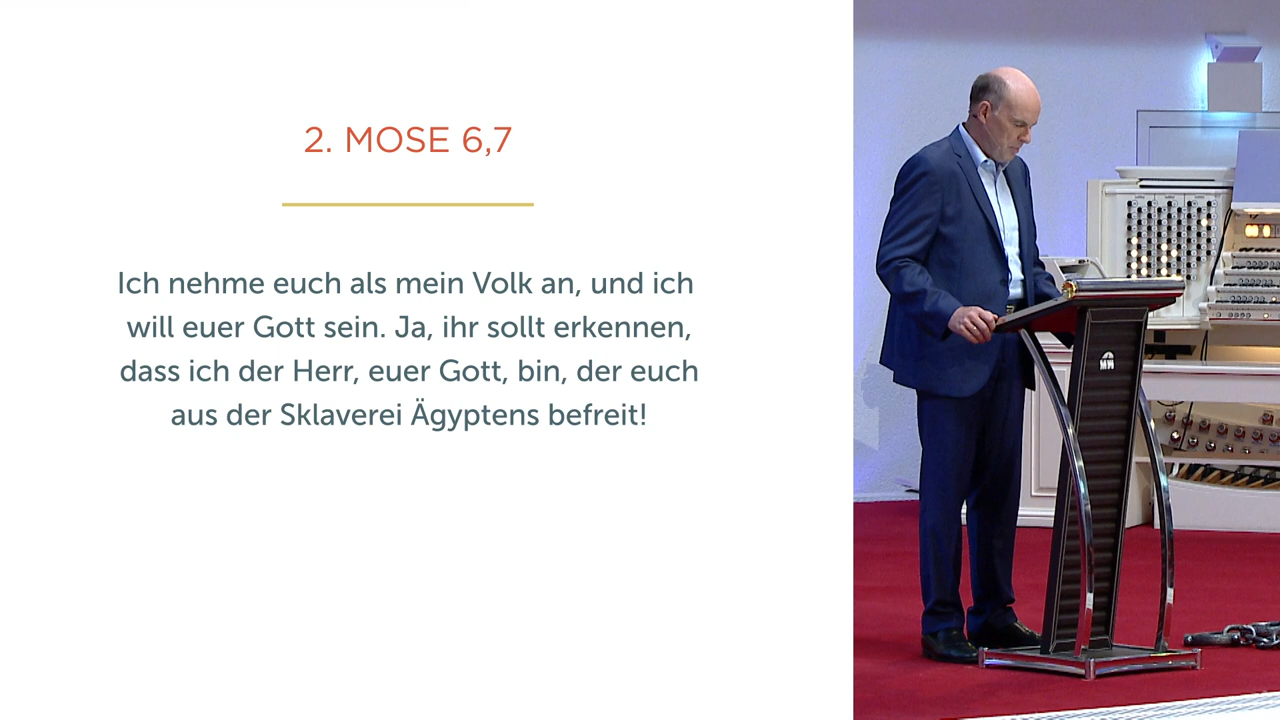 2. MOSE 6,7
Ich nehme euch als mein Volk an, und ich
will euer Gott sein. Ja, ihr sollt erkennen,
dass ich der Herr, euer Gott, bin, der euch
aus der Sklaverei Ägyptens befreit!
MW